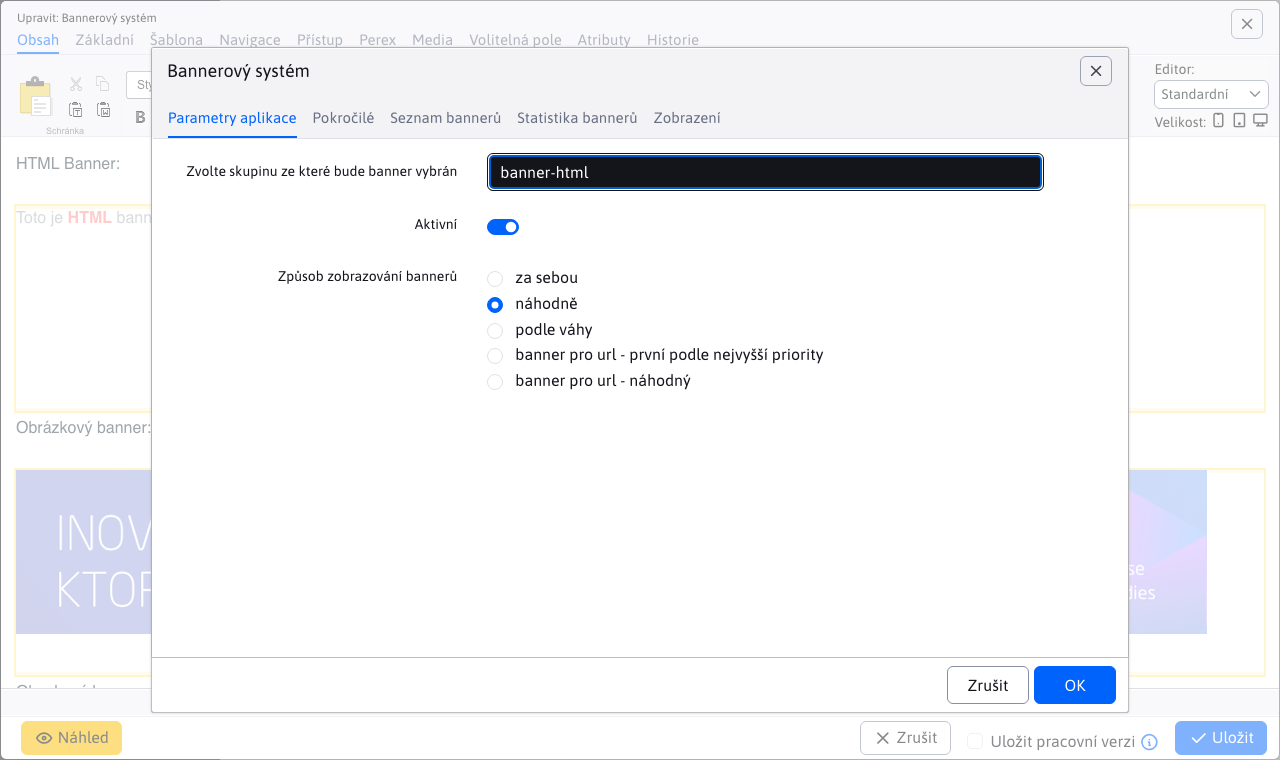 Upravit: Bannerový systém
Obsah Základní Šablona Navigace Přístup Perex Media Volitelná pole Atributy Historie
Bannerový systém
Parametry aplikace Pokročilé Seznam bannerů Statistika bannerů Zobrazení
Schránka
Editor:
Standardní
Velikost:
HTML Banner:
Toto je HTML bann
Zvolte skupinu ze které bude banner vybrán
banner-html
Aktivní
Způsob zobrazování bannerů
za sebou
náhodně
podle váhy
banner pro url - první podle nejvyšší priority
banner pro url - náhodný
Obrázkový banner:
INOV
KTOR
se
dies
Zrušit OK
Náhled Zrušit Uložit pracovní verzi Uložit